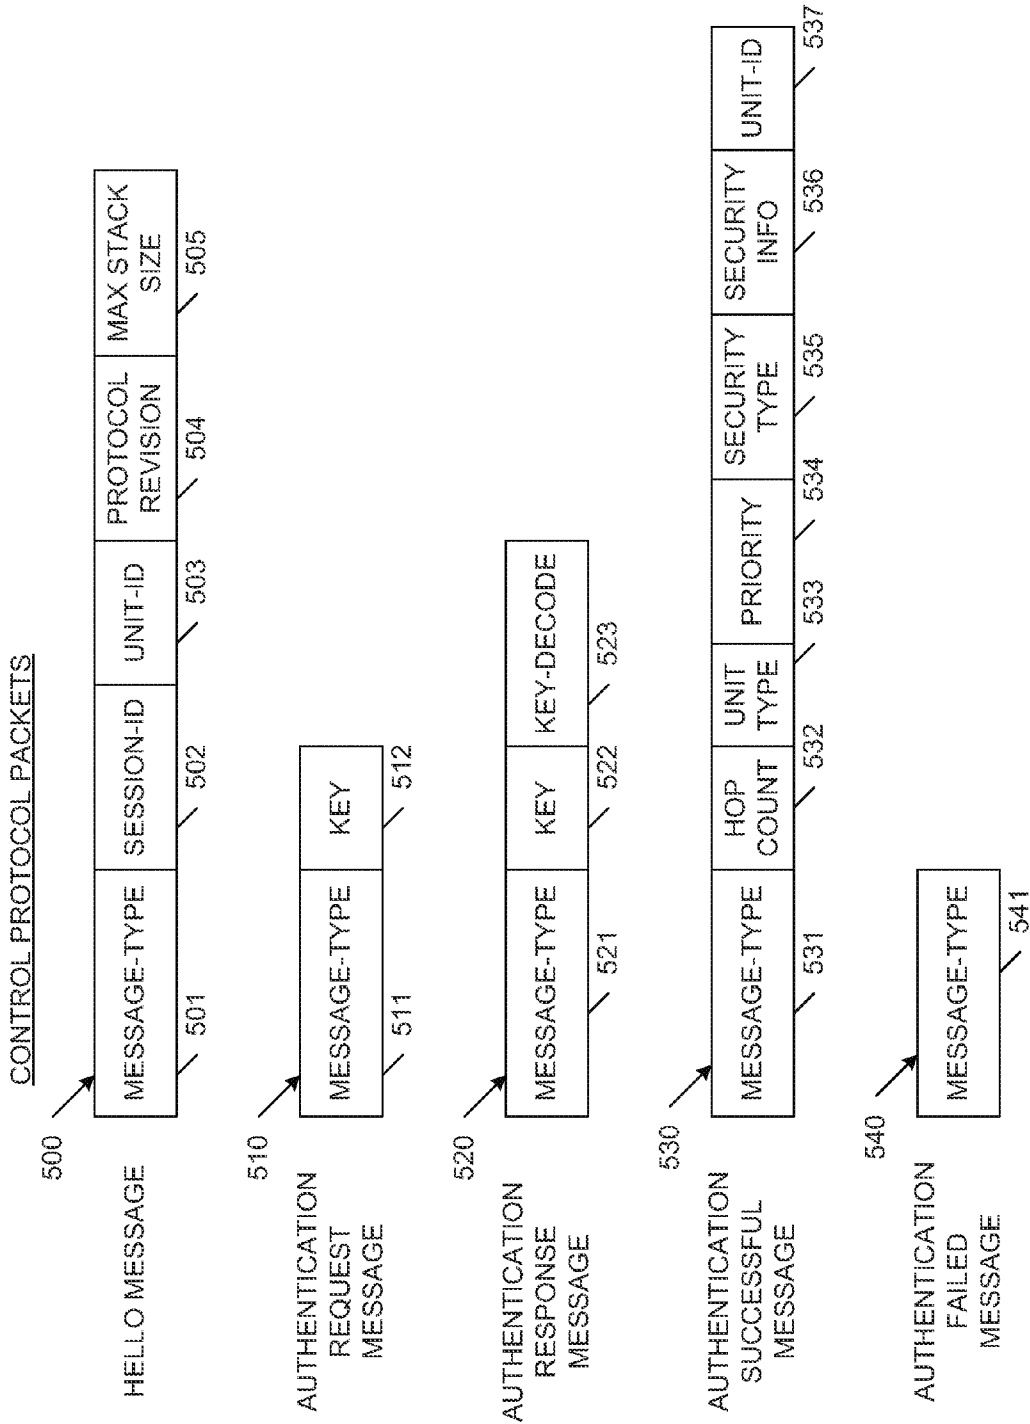 CONTROL PROTOCOL PACKETS
HELLO MESSAGE
500
MESSAGE-TYPE
SESSION-ID
UNIT-ID
PROTOCOL
REVISION
MAX STACK
SIZE
501
502
503
504
505
AUTHENTICATION
REQUEST
MESSAGE
510
MESSAGE-TYPE
KEY
511
512
AUTHENTICATION
RESPONSE
MESSAGE
520
MESSAGE-TYPE
KEY
KEY-DECODE
521
522
523
AUTHENTICATION
SUCCESSFUL
MESSAGE
530
MESSAGE-TYPE
HOP
COUNT
UNIT
TYPE
PRIORITY
SECURITY
TYPE
SECURITY
INFO
UNIT-ID
531
532
533
534
535
536
537
AUTHENTICATION
FAILED
MESSAGE
540
MESSAGE-TYPE
541